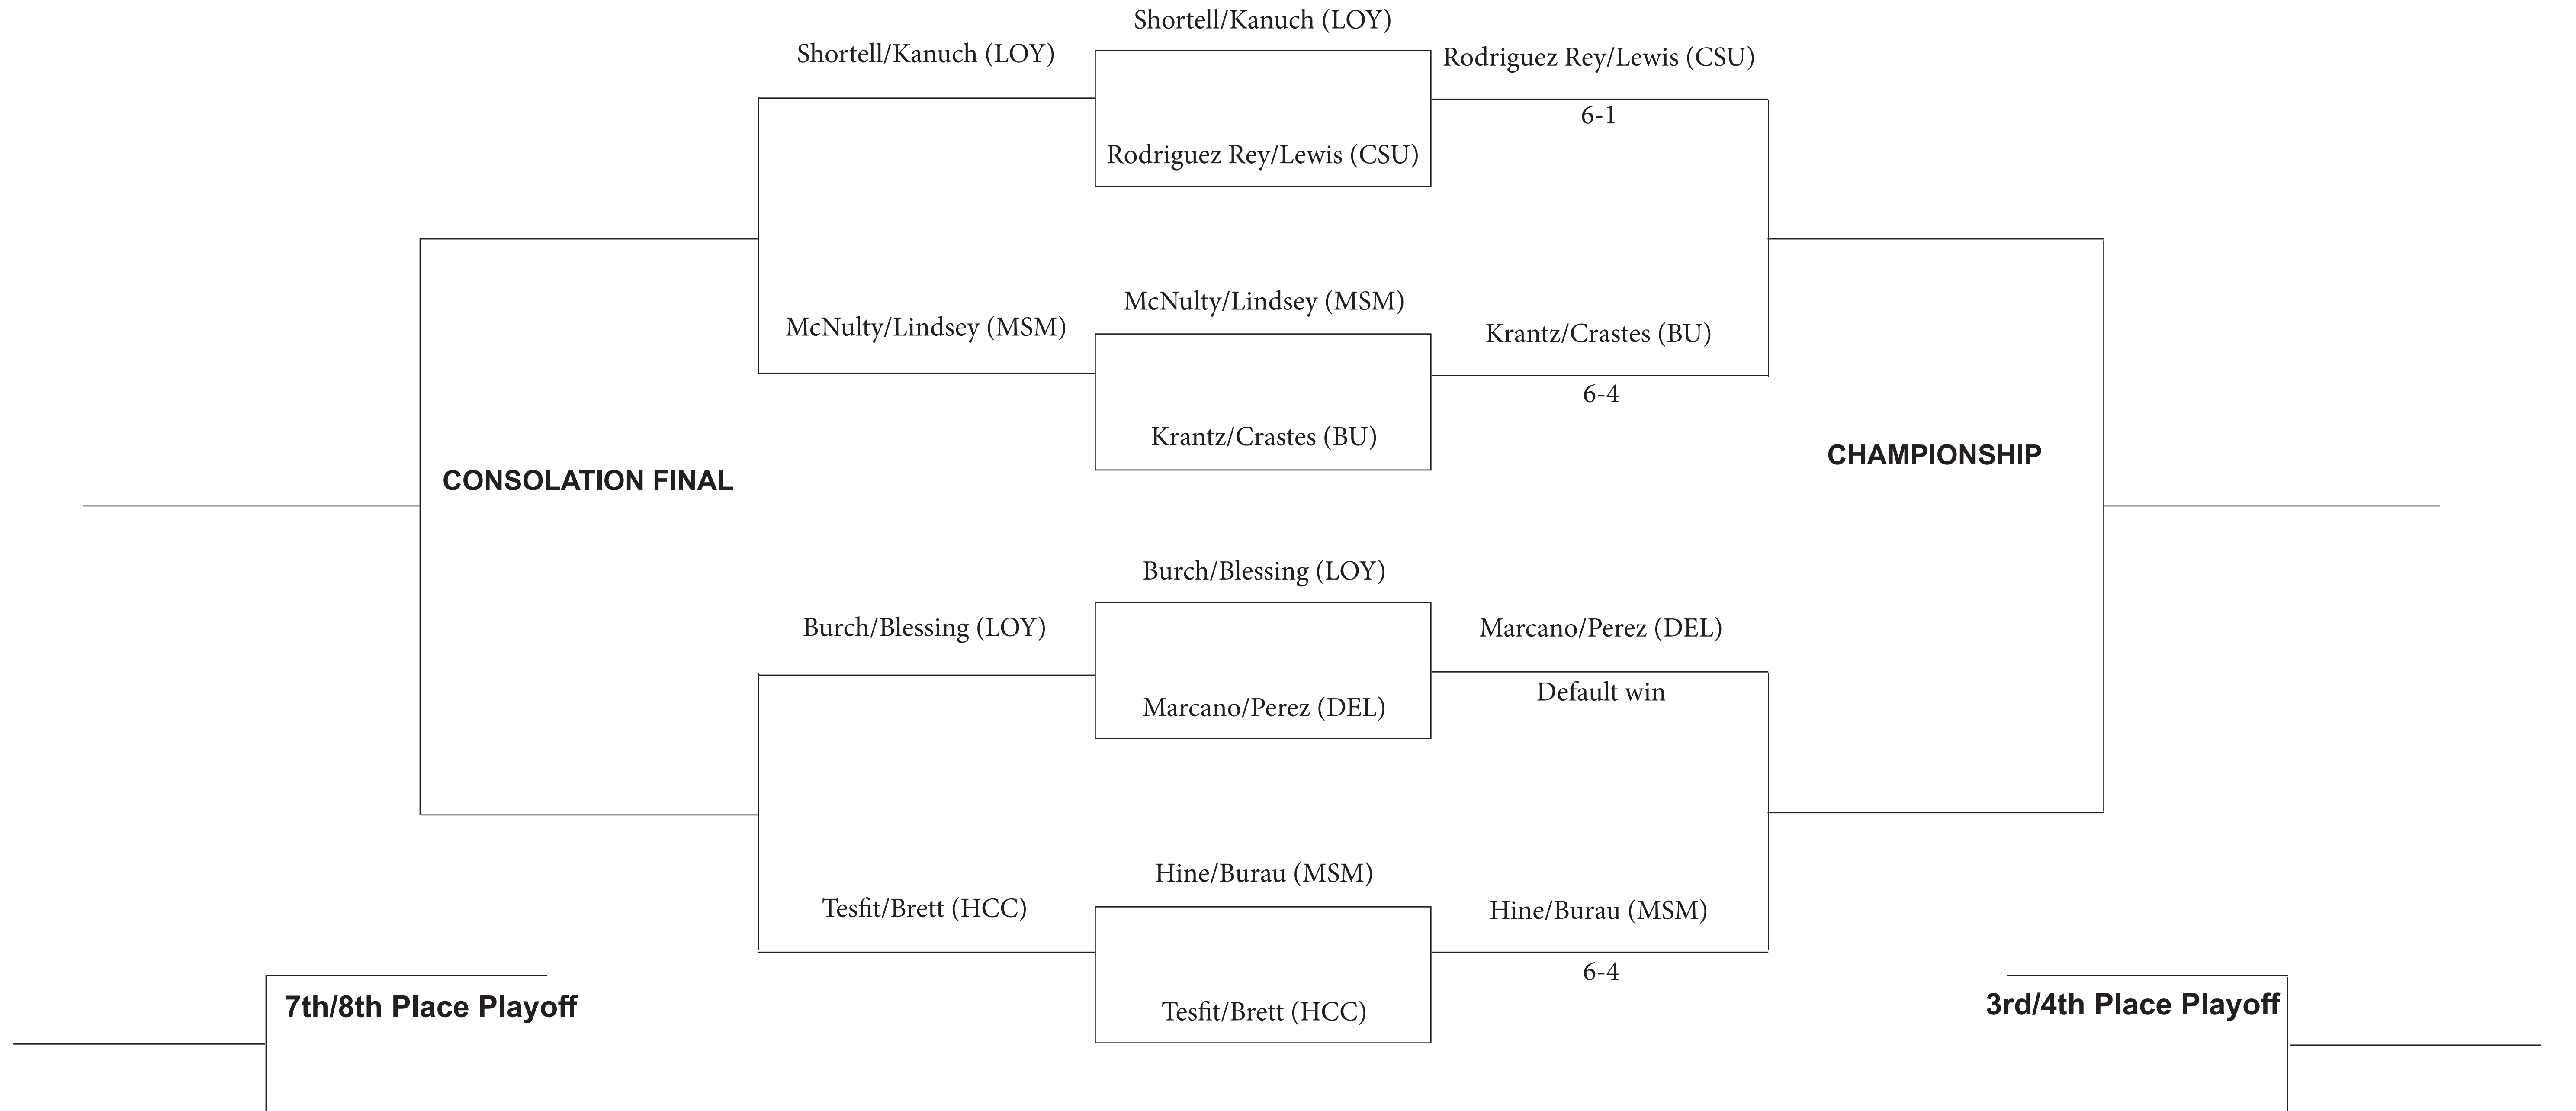 Shortell/Kanuch (LOY)
Shortell/Kanuch (LOY)
Rodriguez Rey/Lewis (CSU)
6-1
Rodriguez Rey/Lewis (CSU)
McNulty/Lindsey (MSM)
McNulty/Lindsey (MSM)
Krantz/Crastes (BU)
6-4
Krantz/Crastes (BU)
CHAMPIONSHIP
CONSOLATION FINAL
Burch/Blessing (LOY)
Burch/Blessing (LOY)
Marcano/Perez (DEL)
Default win
Marcano/Perez (DEL)
Hine/Burau (MSM)
Tesfit/Brett (HCC)
Hine/Burau (MSM)
6-4
Tesfit/Brett (HCC)
7th/8th Place Playoff
3rd/4th Place Playoff